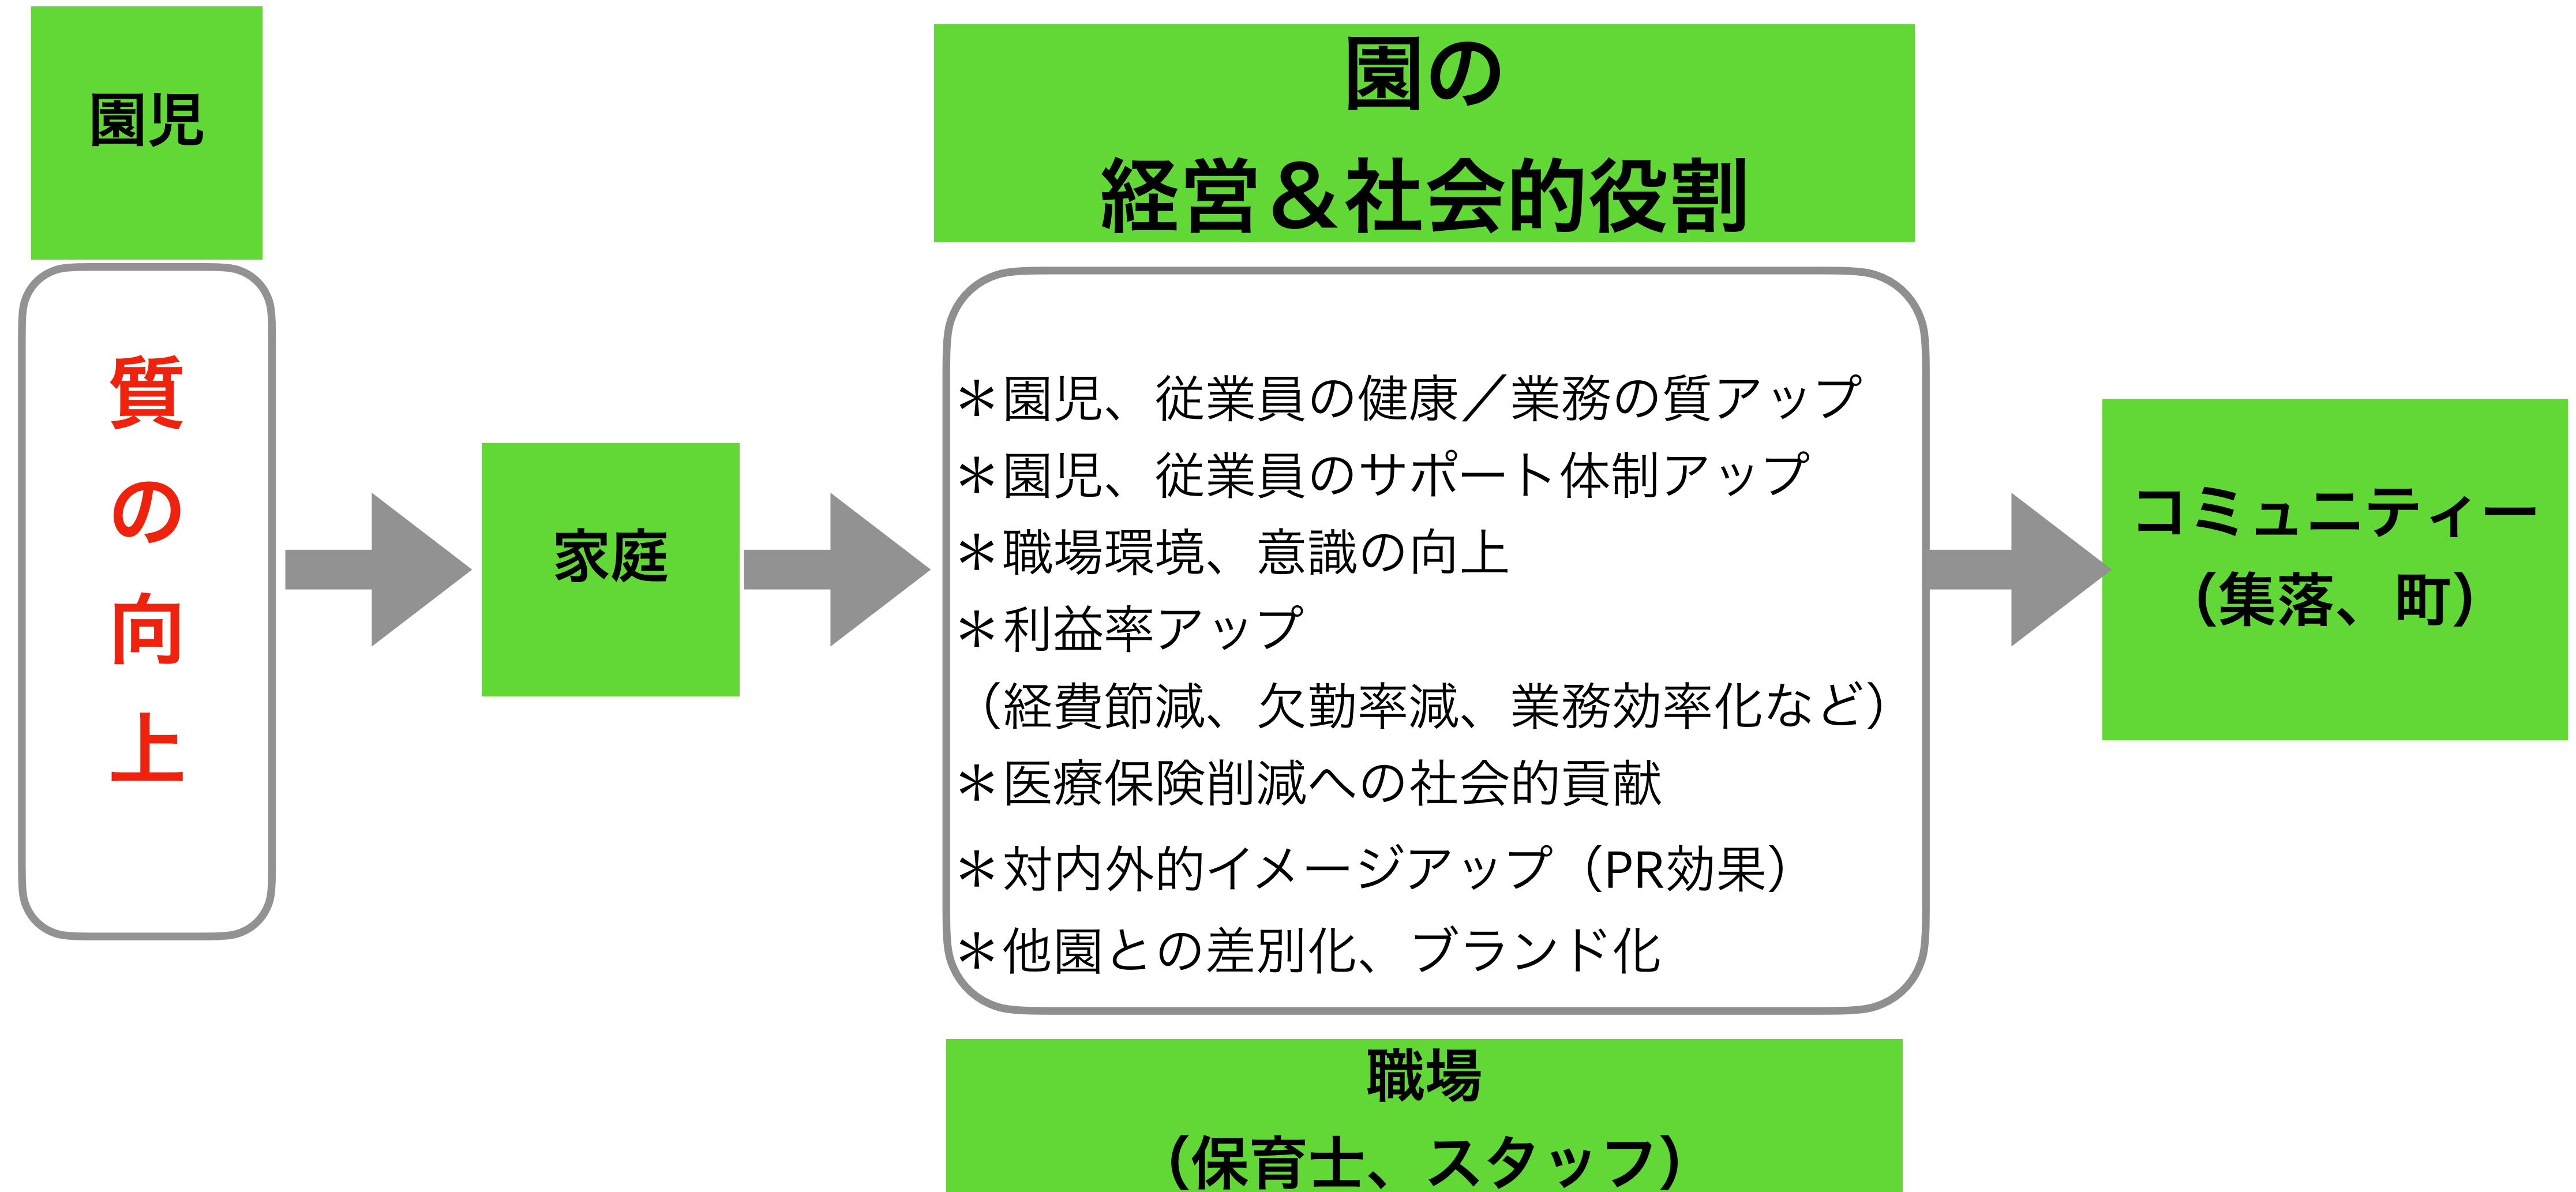 園児
質
の
向
上
家庭
園の
経営＆社会的役割
＊園児、従業員の健康／業務の質アップ
＊園児、従業員のサポート体制アップ
＊職場環境、意識の向上
＊利益率アップ
（経費節減、欠勤率減、業務効率化など）
＊医療保険削減への社会的貢献
＊対内外的イメージアップ（PR効果）
＊他園との差別化、ブランド化
職場
（保育士、スタッフ）
コミュニティー
（集落、町）